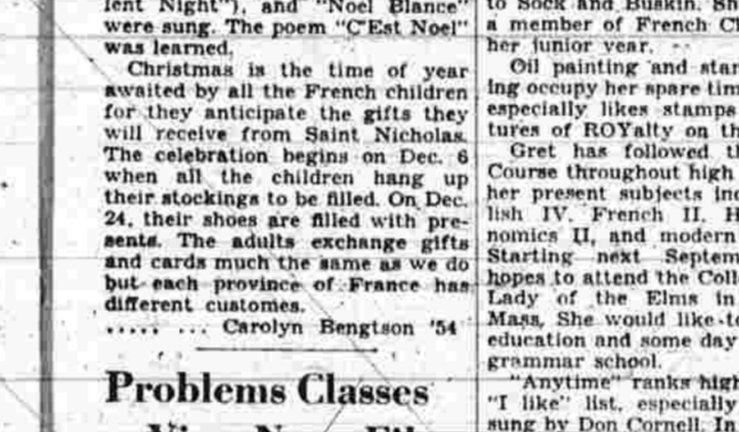 lent Night"), and "Noel Blance"
were sung. The poem "C'Est Noel"
was learned.
Christmas is the time of year
awaited by all the French children
for they anticipate the gifts they
will receive from Saint Nicholas.
The celebration begins on Dec. 6
when all the children hang up
their stockings to be filled. On Dec.
24, their shoes are filled with pre-
sents. The adults exchange gifts
and cards much the same as we do
but each province of France has
different customes.
..... ... Carolyn Bengtson '54
Problems Classes
to Sock and Buskin. Sh
a member of French Cl
her junior year.
Oil painting and star
ing occupy her spare tim
especially likes stamps
tures of ROYalty on th
Gret has followed th
Course throughout high
her present subjects inc
lish IV, French II, H
nomics II, and modern
Starting next Septem
hopes to attend the Coll
Lady of the Elms in
Mass. She would like to
education and some day
grammar school.
"Anytime" ranks high
"I like" list, especially
sung by Don Cornell. In